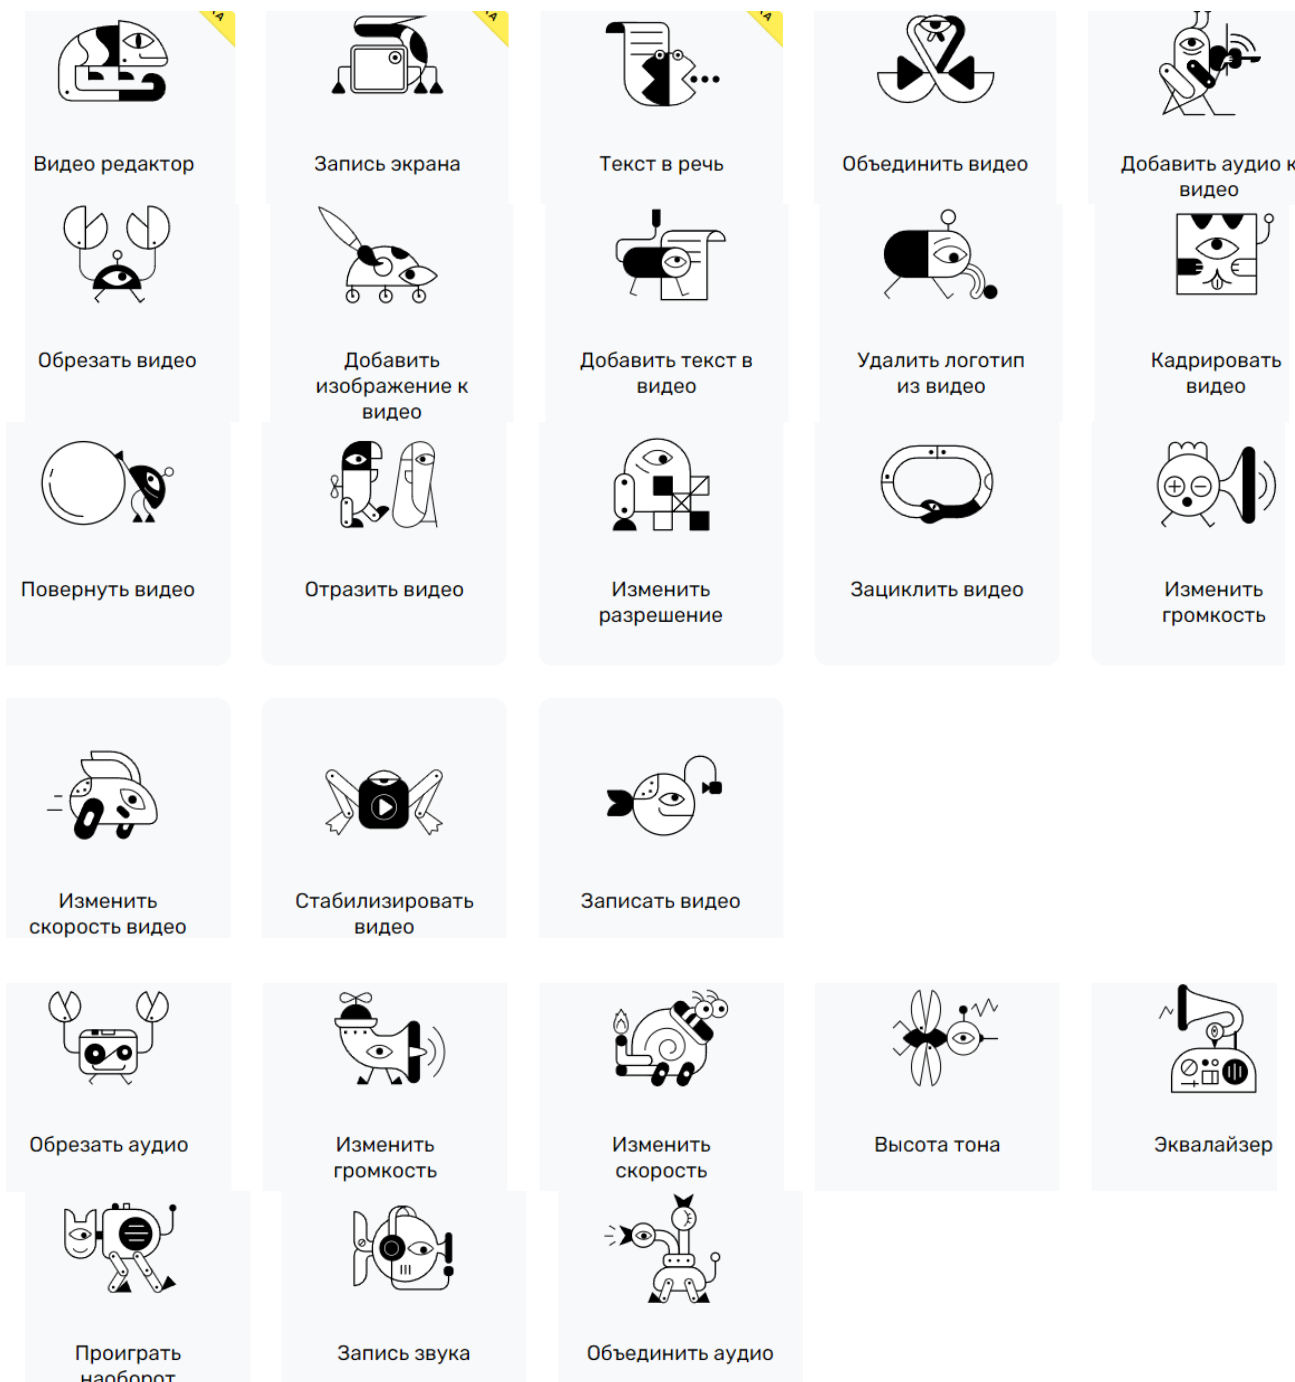 Видео редактор
Запись экрана
Текст в речь
Объединить видео
Добавить аудио к
видео
Обрезать видео
Добавить
изображение к
видео
Добавить текст в
видео
Удалить логотип
из видео
Кадрировать
видео
Повернуть видео
Отразить видео
Изменить
разрешение
Зациклить видео
Изменить
громкость
Изменить
скорость видео
Стабилизировать
видео
Записать видео
Обрезать аудио
Изменить
громкость
Изменить
скорость
Высота тона
Эквалайзер
Проиграть
наоборот
Запись звука
Объединить аудио